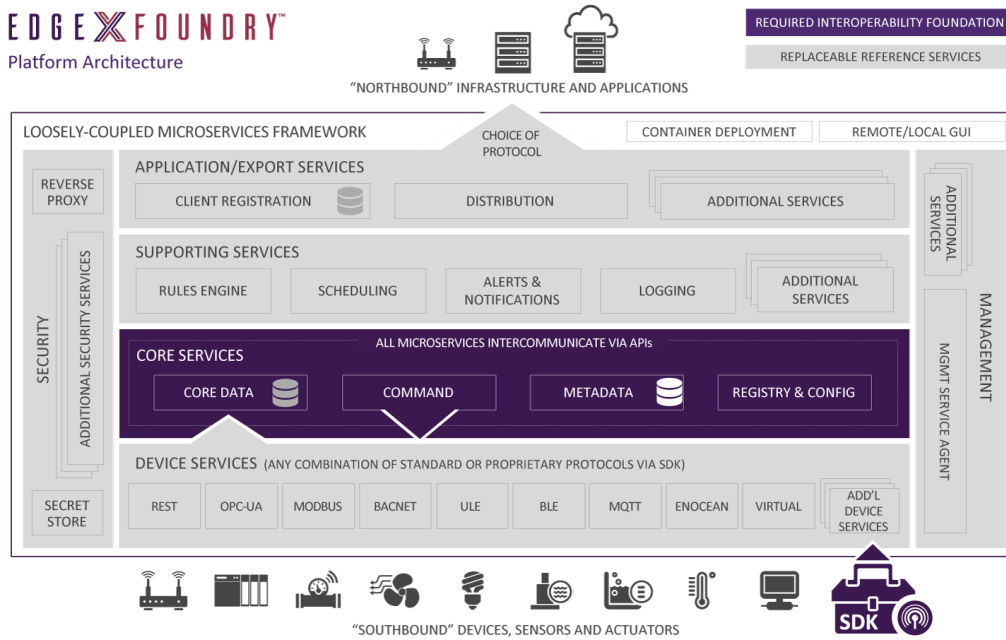 EDGE X FOUNDRY™
Platform Architecture
REQUIRED INTEROPERABILITY FOUNDATION
REPLACEABLE REFERENCE SERVICES
“NORTHBOUND” INFRASTRUCTURE AND APPLICATIONS
LOOSELY-COUPLED MICROSERVICES FRAMEWORK
CHOICE OF
PROTOCOL
CONTAINER DEPLOYMENT
REMOTE/LOCAL GUI
REVERSE
PROXY
ADDITIONAL SECURITY SERVICES
SECURITY
SECRET
STORE
APPLICATION/EXPORT SERVICES
CLIENT REGISTRATION
DISTRIBUTION
ADDITIONAL SERVICES
SUPPORTING SERVICES
RULES ENGINE
SCHEDULING
ALERTS &
NOTIFICATIONS
LOGGING
ADDITIONAL
SERVICES
ALL MICROSERVICES INTERCOMMUNICATE VIA APIs
CORE SERVICES
CORE DATA
COMMAND
METADATA
REGISTRY & CONFIG
DEVICE SERVICES (ANY COMBINATION OF STANDARD OR PROPRIETARY PROTOCOLS VIA SDK)
REST
OPC-UA
MODBUS
BACNET
ULE
BLE
MQTT
ENOCEAN
VIRTUAL
ADD’L
DEVICE
SERVICES
ADDITIONAL
SERVICES
MGMT SERVICE AGENT
MANAGEMENT
SDK
“SOUTHBOUND” DEVICES, SENSORS AND ACTUATORS